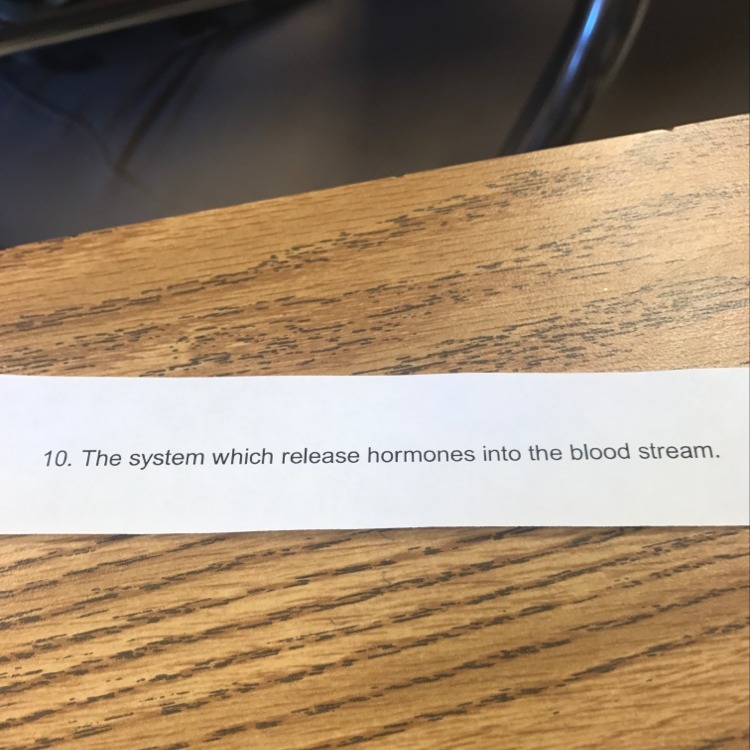 10. The system which release hormones into the blood stream.